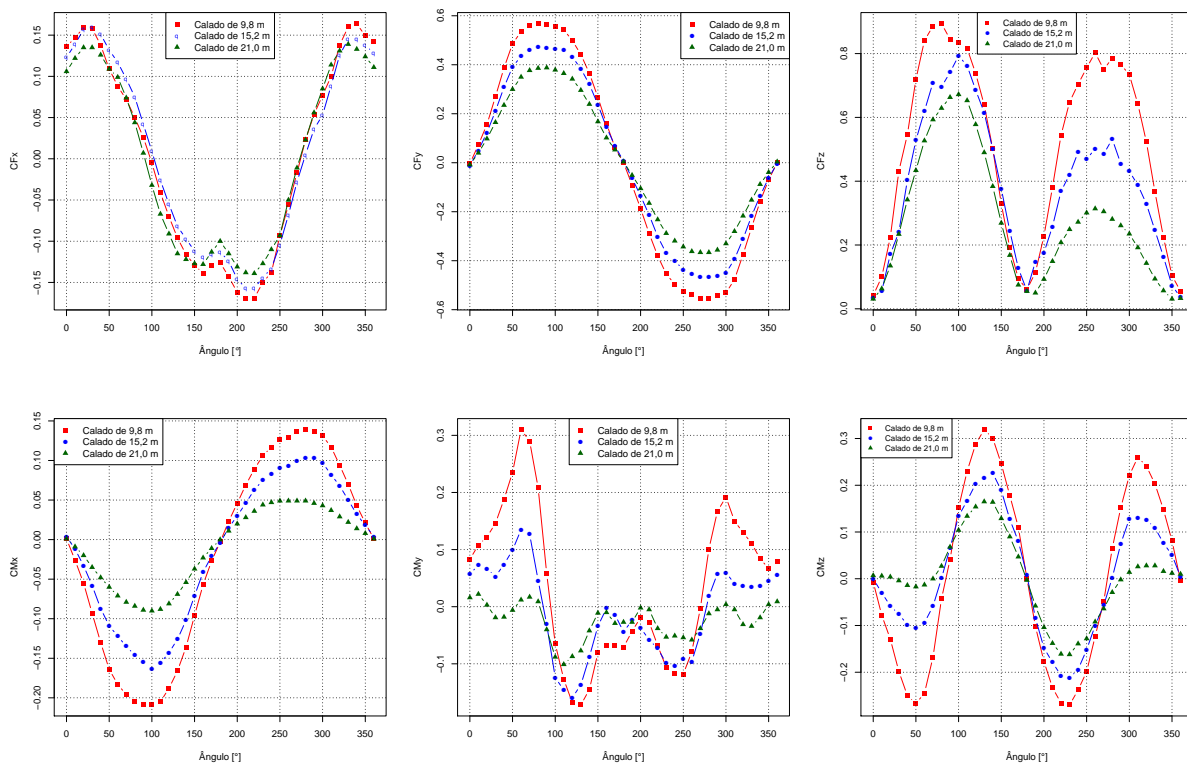 Calado de 9,8 m
Calado de 15,2 m
Calado de 21,0 m
CFx
0.15
0.10
0.05
0.00
−0.05
−0.10
−0.15
0 50 100 150 200 250 300 350
Ângulo [°]
Calado de 9,8 m
Calado de 15,2 m
Calado de 21,0 m
CFy
0.6
0.4
0.2
0.0
−0.2
−0.4
−0.6
0 50 100 150 200 250 300 350
Ângulo [°]
Calado de 9,8 m
Calado de 15,2 m
Calado de 21,0 m
CFz
0.8
0.6
0.4
0.2
0.0
0 50 100 150 200 250 300 350
Ângulo [°]
Calado de 9,8 m
Calado de 15,2 m
Calado de 21,0 m
CMx
0.15
0.10
0.05
0.00
−0.05
−0.10
−0.15
−0.20
0 50 100 150 200 250 300 350
Ângulo [°]
Calado de 9,8 m
Calado de 15,2 m
Calado de 21,0 m
CMy
0.3
0.2
0.1
0.0
−0.1
0 50 100 150 200 250 300 350
Ângulo [°]
Calado de 9,8 m
Calado de 15,2 m
Calado de 21,0 m
CMz
0.3
0.2
0.1
0.0
−0.1
−0.2
0 50 100 150 200 250 300 350
Ângulo [°]